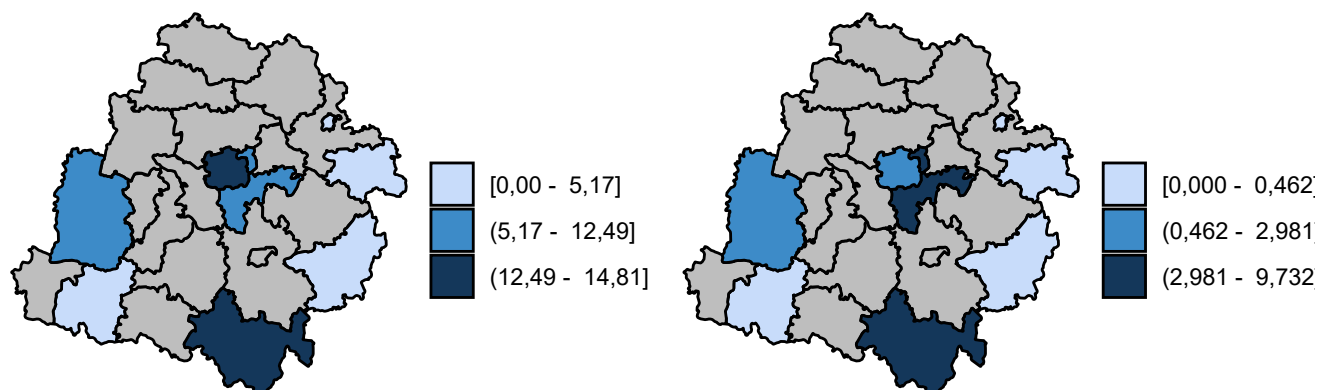 [0,00 - 5,17]
(5,17 - 12,49]
(12,49 - 14,81]
[0,000 - 0,462]
(0,462 - 2,981]
(2,981 - 9,732]